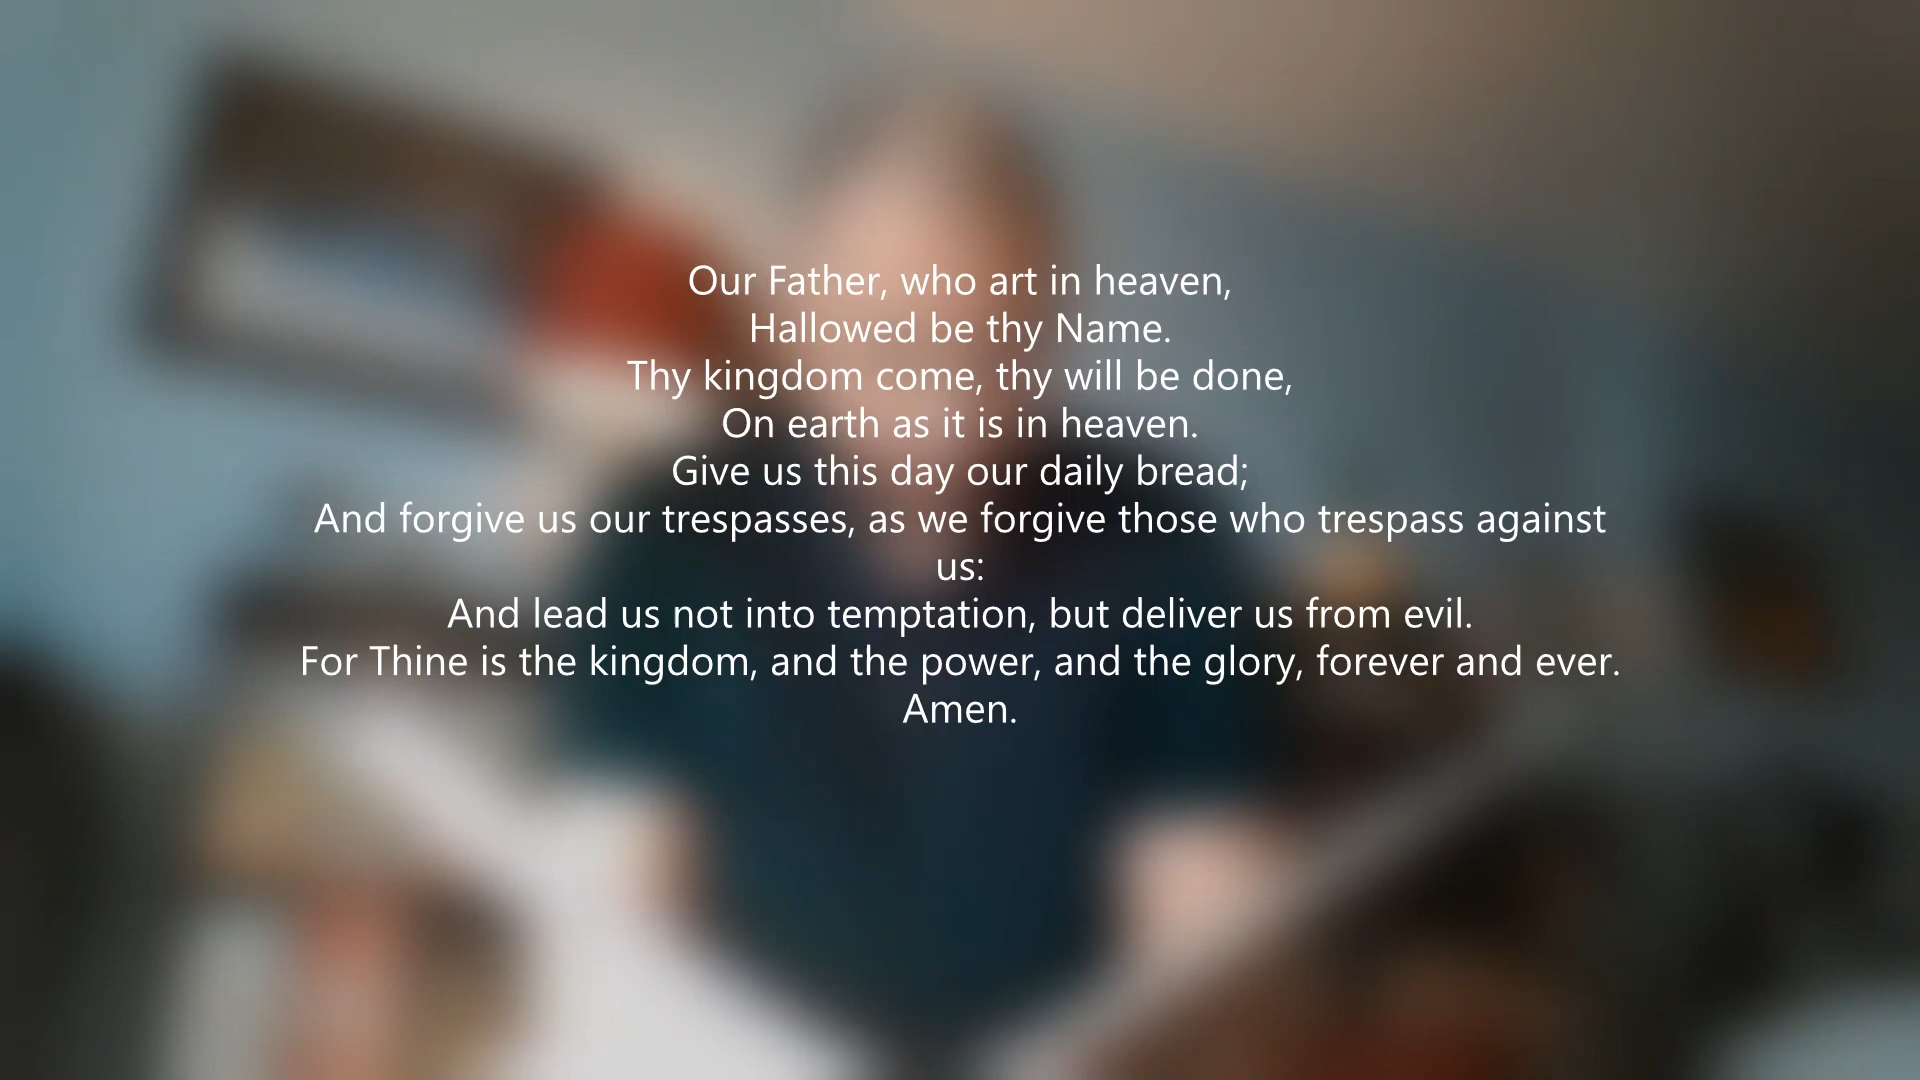 Our Father, who art in heaven,
Hallowed be thy Name.
Thy kingdom come, thy will be done,
On earth as it is in heaven.
Give us this day our daily bread;
And forgive us our trespasses, as we forgive those who trespass against
us:
And lead us not into temptation, but deliver us from evil.
For Thine is the kingdom, and the power, and the glory, forever and ever.
Amen.